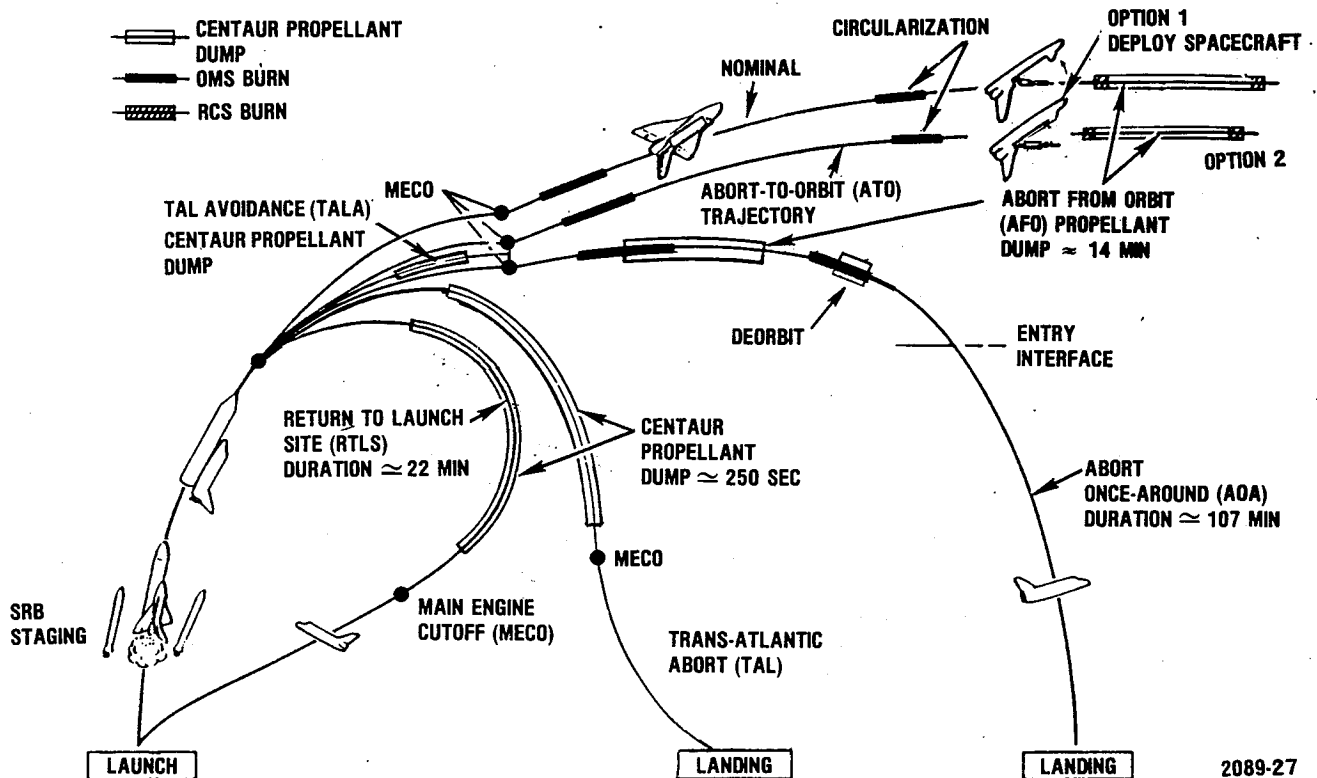 CENTAUR PROPELLANT
DUMP
OMS BURN
RCS BURN
CIRCULARIZATION
NOMINAL
OPTION 1
DEPLOY SPACECRAFT
OPTION 2
MECO
TAL AVOIDANCE (TALA)
CENTAUR PROPELLANT
DUMP
ABORT-TO-ORBIT (ATO)
TRAJECTORY
ABORT FROM ORBIT
(AFO) PROPELLANT
DUMP ≈ 14 MIN
DEORBIT
ENTRY
INTERFACE
RETURN TO LAUNCH
SITE (RTLS)
DURATION ≃ 22 MIN
CENTAUR
PROPELLANT
DUMP ≃ 250 SEC
ABORT
ONCE-AROUND (AOA)
DURATION ≃ 107 MIN
MECO
SRB
STAGING
MAIN ENGINE
CUTOFF (MECO)
TRANS-ATLANTIC
ABORT (TAL)
LAUNCH
LANDING
LANDING
2089-27